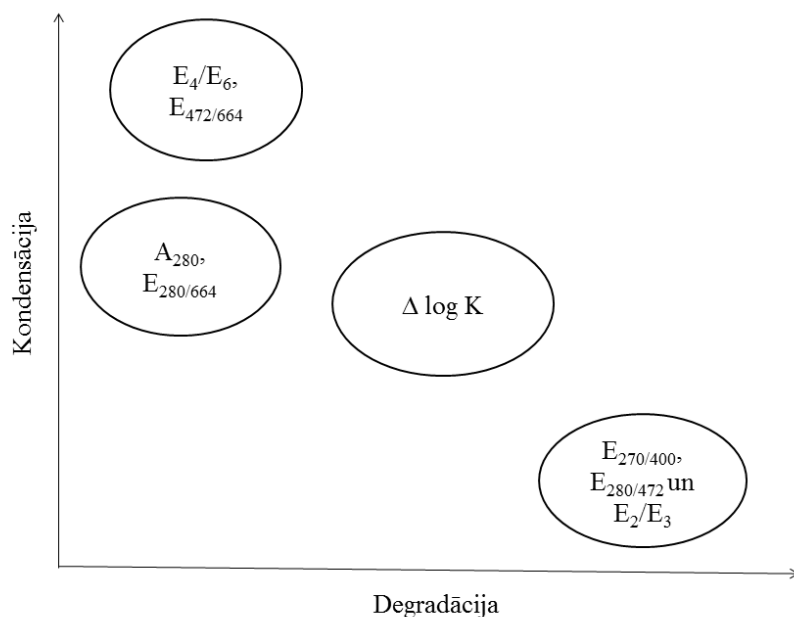 E₄/E₆,
E₄₇₂/₆₆₄
A₂₈₀,
E₂₈₀/₆₆₄
Δ log K
E₂₇₀/₄₀₀,
E₂₈₀/₄₇₂ un
E₂/E₃
Kondensācija
Degradācija